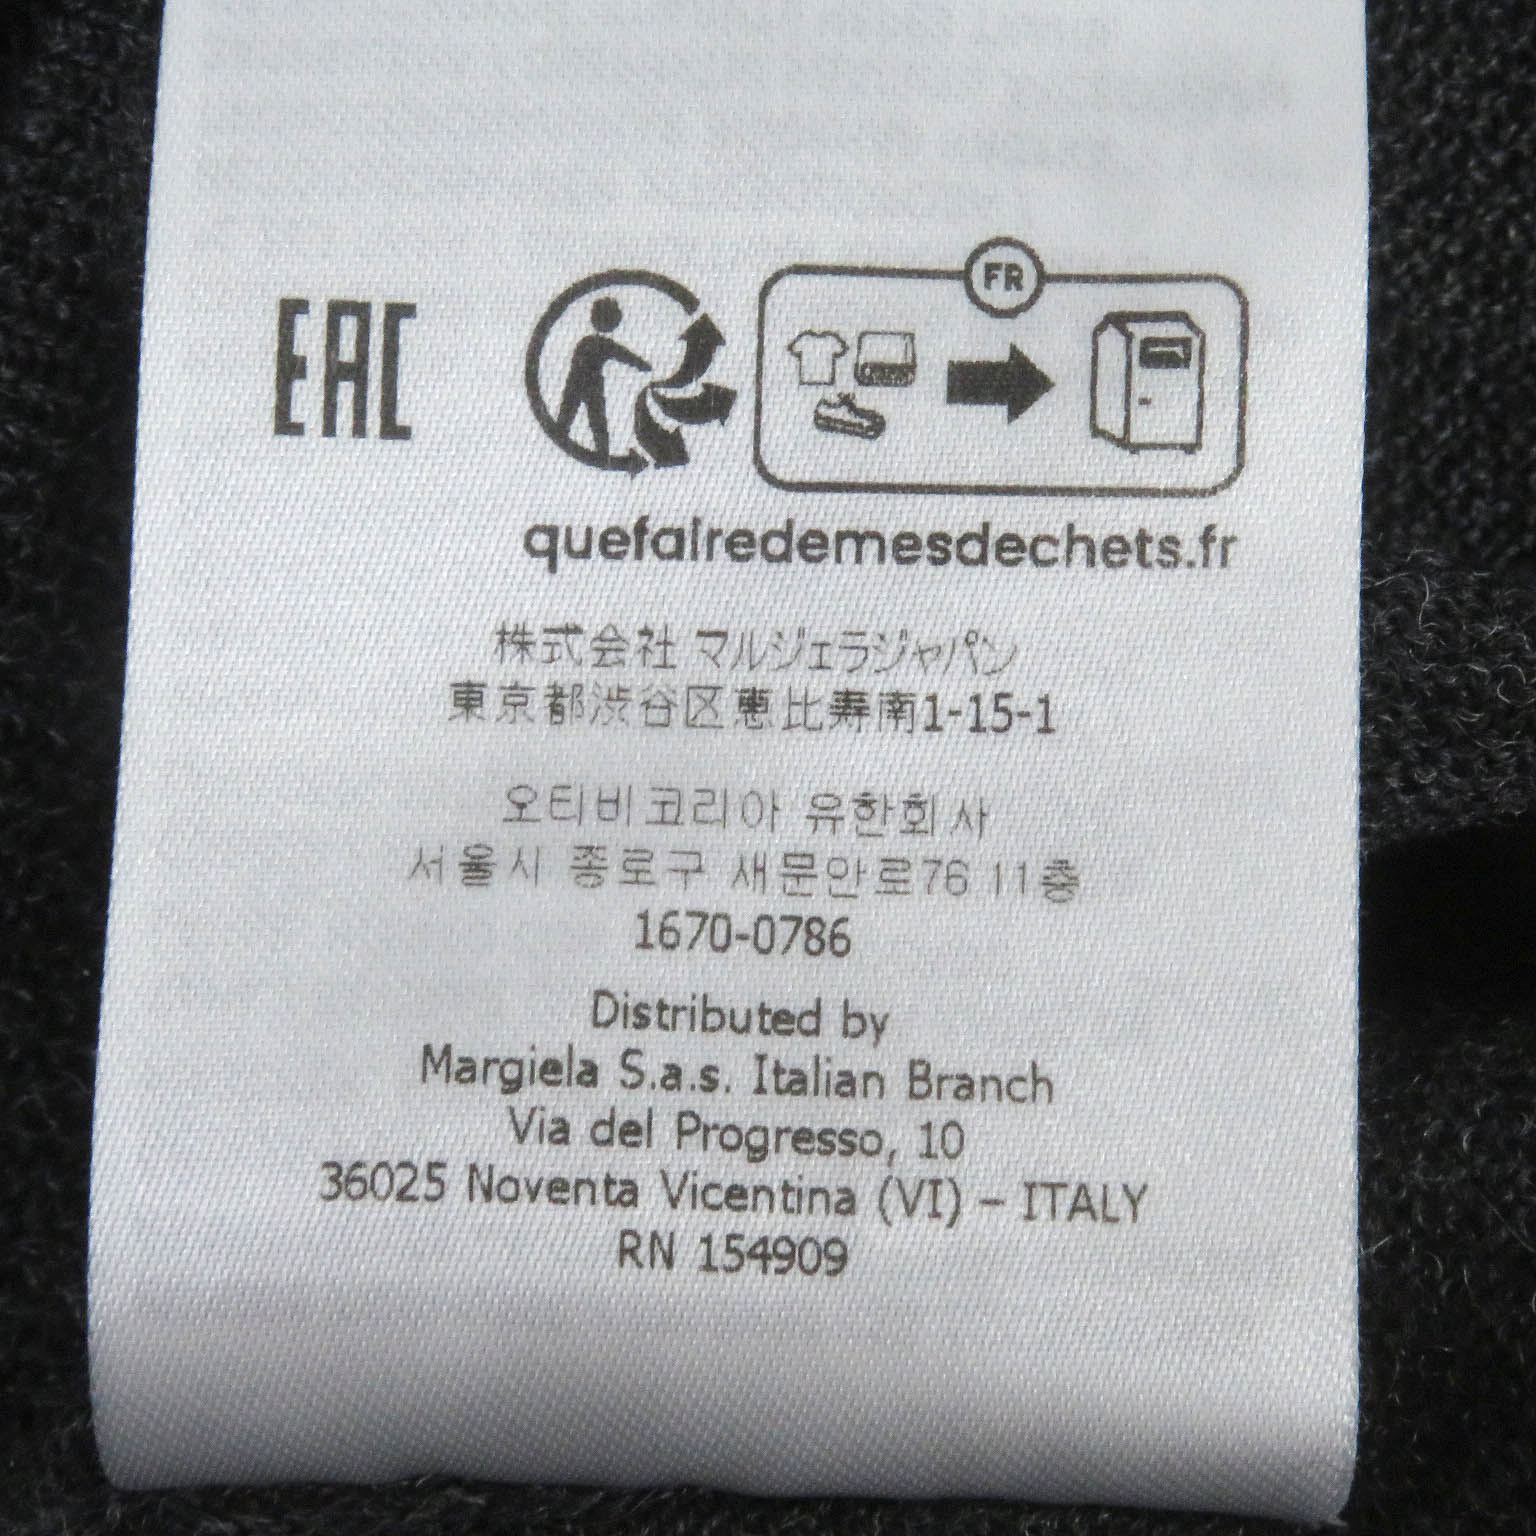 EAC
FR
quefairedemesdechets.fr
株式会社 マルジェラジャパン
東京都渋谷区恵比寿南1-15-1
오티비코리아 유한회사
서울시 종로구 새문안로76 11층
1670-0786
Distributed by
Margiela S.a.s. Italian Branch
Via del Progresso, 10
36025 Noventa Vicentina (VI) – ITALY
RN 154909